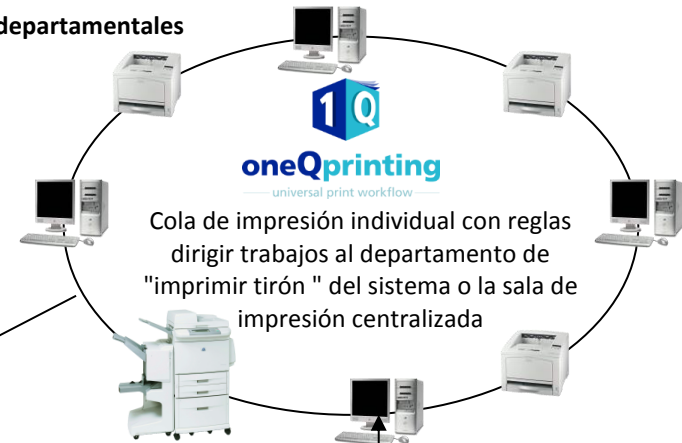 departamentales
1Q
oneQprinting
universal print workflow
Cola de impresión individual con reglas
dirigir trabajos al departamento de
"imprimir tirón " del sistema o la sala de
impresión centralizada